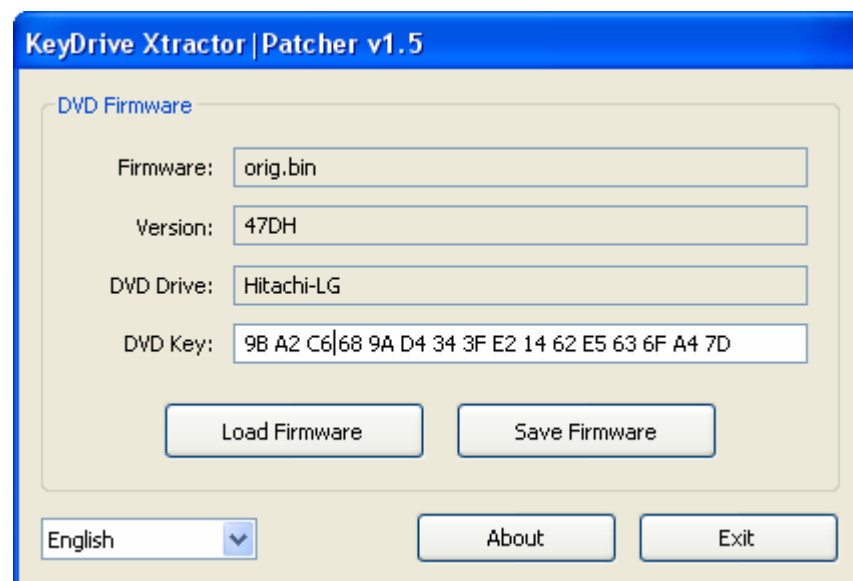 KeyDrive Xtractor|Patcher v1.5
DVD Firmware
Firmware: orig.bin
Version: 47DH
DVD Drive: Hitachi-LG
DVD Key: 9B A2 C6 68 9A D4 34 3F E2 14 62 E5 63 6F A4 7D
Load Firmware Save Firmware
English About Exit